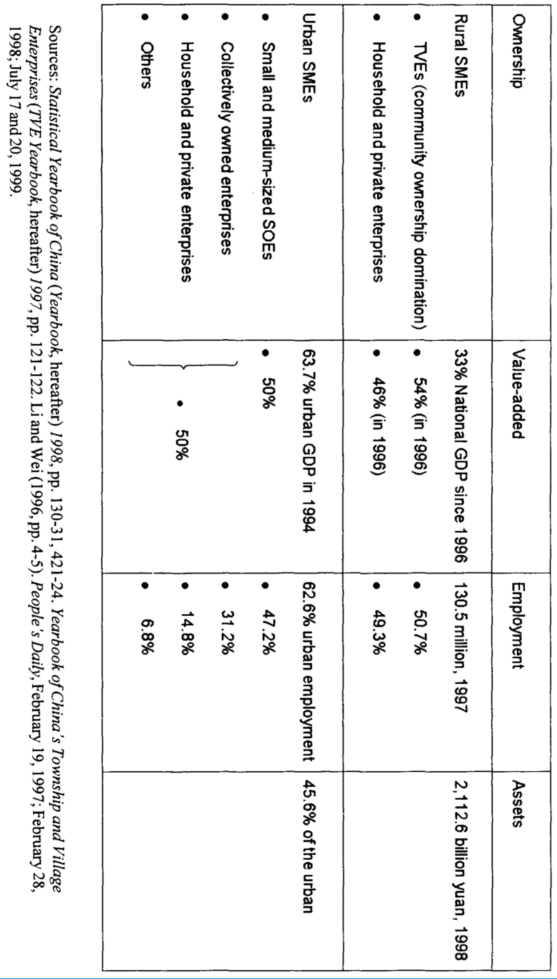 Ownership Value-added Employment Assets
Rural SMEs 33% National GDP since 1996 130.5 million, 1997 2,112.6 billion yuan, 1998
• TVEs (community ownership domination) • 54% (in 1996) • 50.7%
• Household and private enterprises • 46% (in 1996) • 49.3%
Urban SMEs 63.7% urban GDP in 1994 62.6% urban employment 45.6% of the urban
• Small and medium-sized SOEs • 50% • 47.2%
• Collectively owned enterprises • 31.2%
• Household and private enterprises • 50% • 14.8%
• Others • 6.8%
Sources: Statistical Yearbook of China (Yearbook, hereafter) 1998, pp. 130-31, 421-24. Yearbook of China's Township and Village
Enterprises (TVE Yearbook, hereafter) 1997, pp. 121-122. Li and Wei (1996, pp. 4-5). People's Daily, February 19, 1997; February 28,
1998; July 17 and 20, 1999.